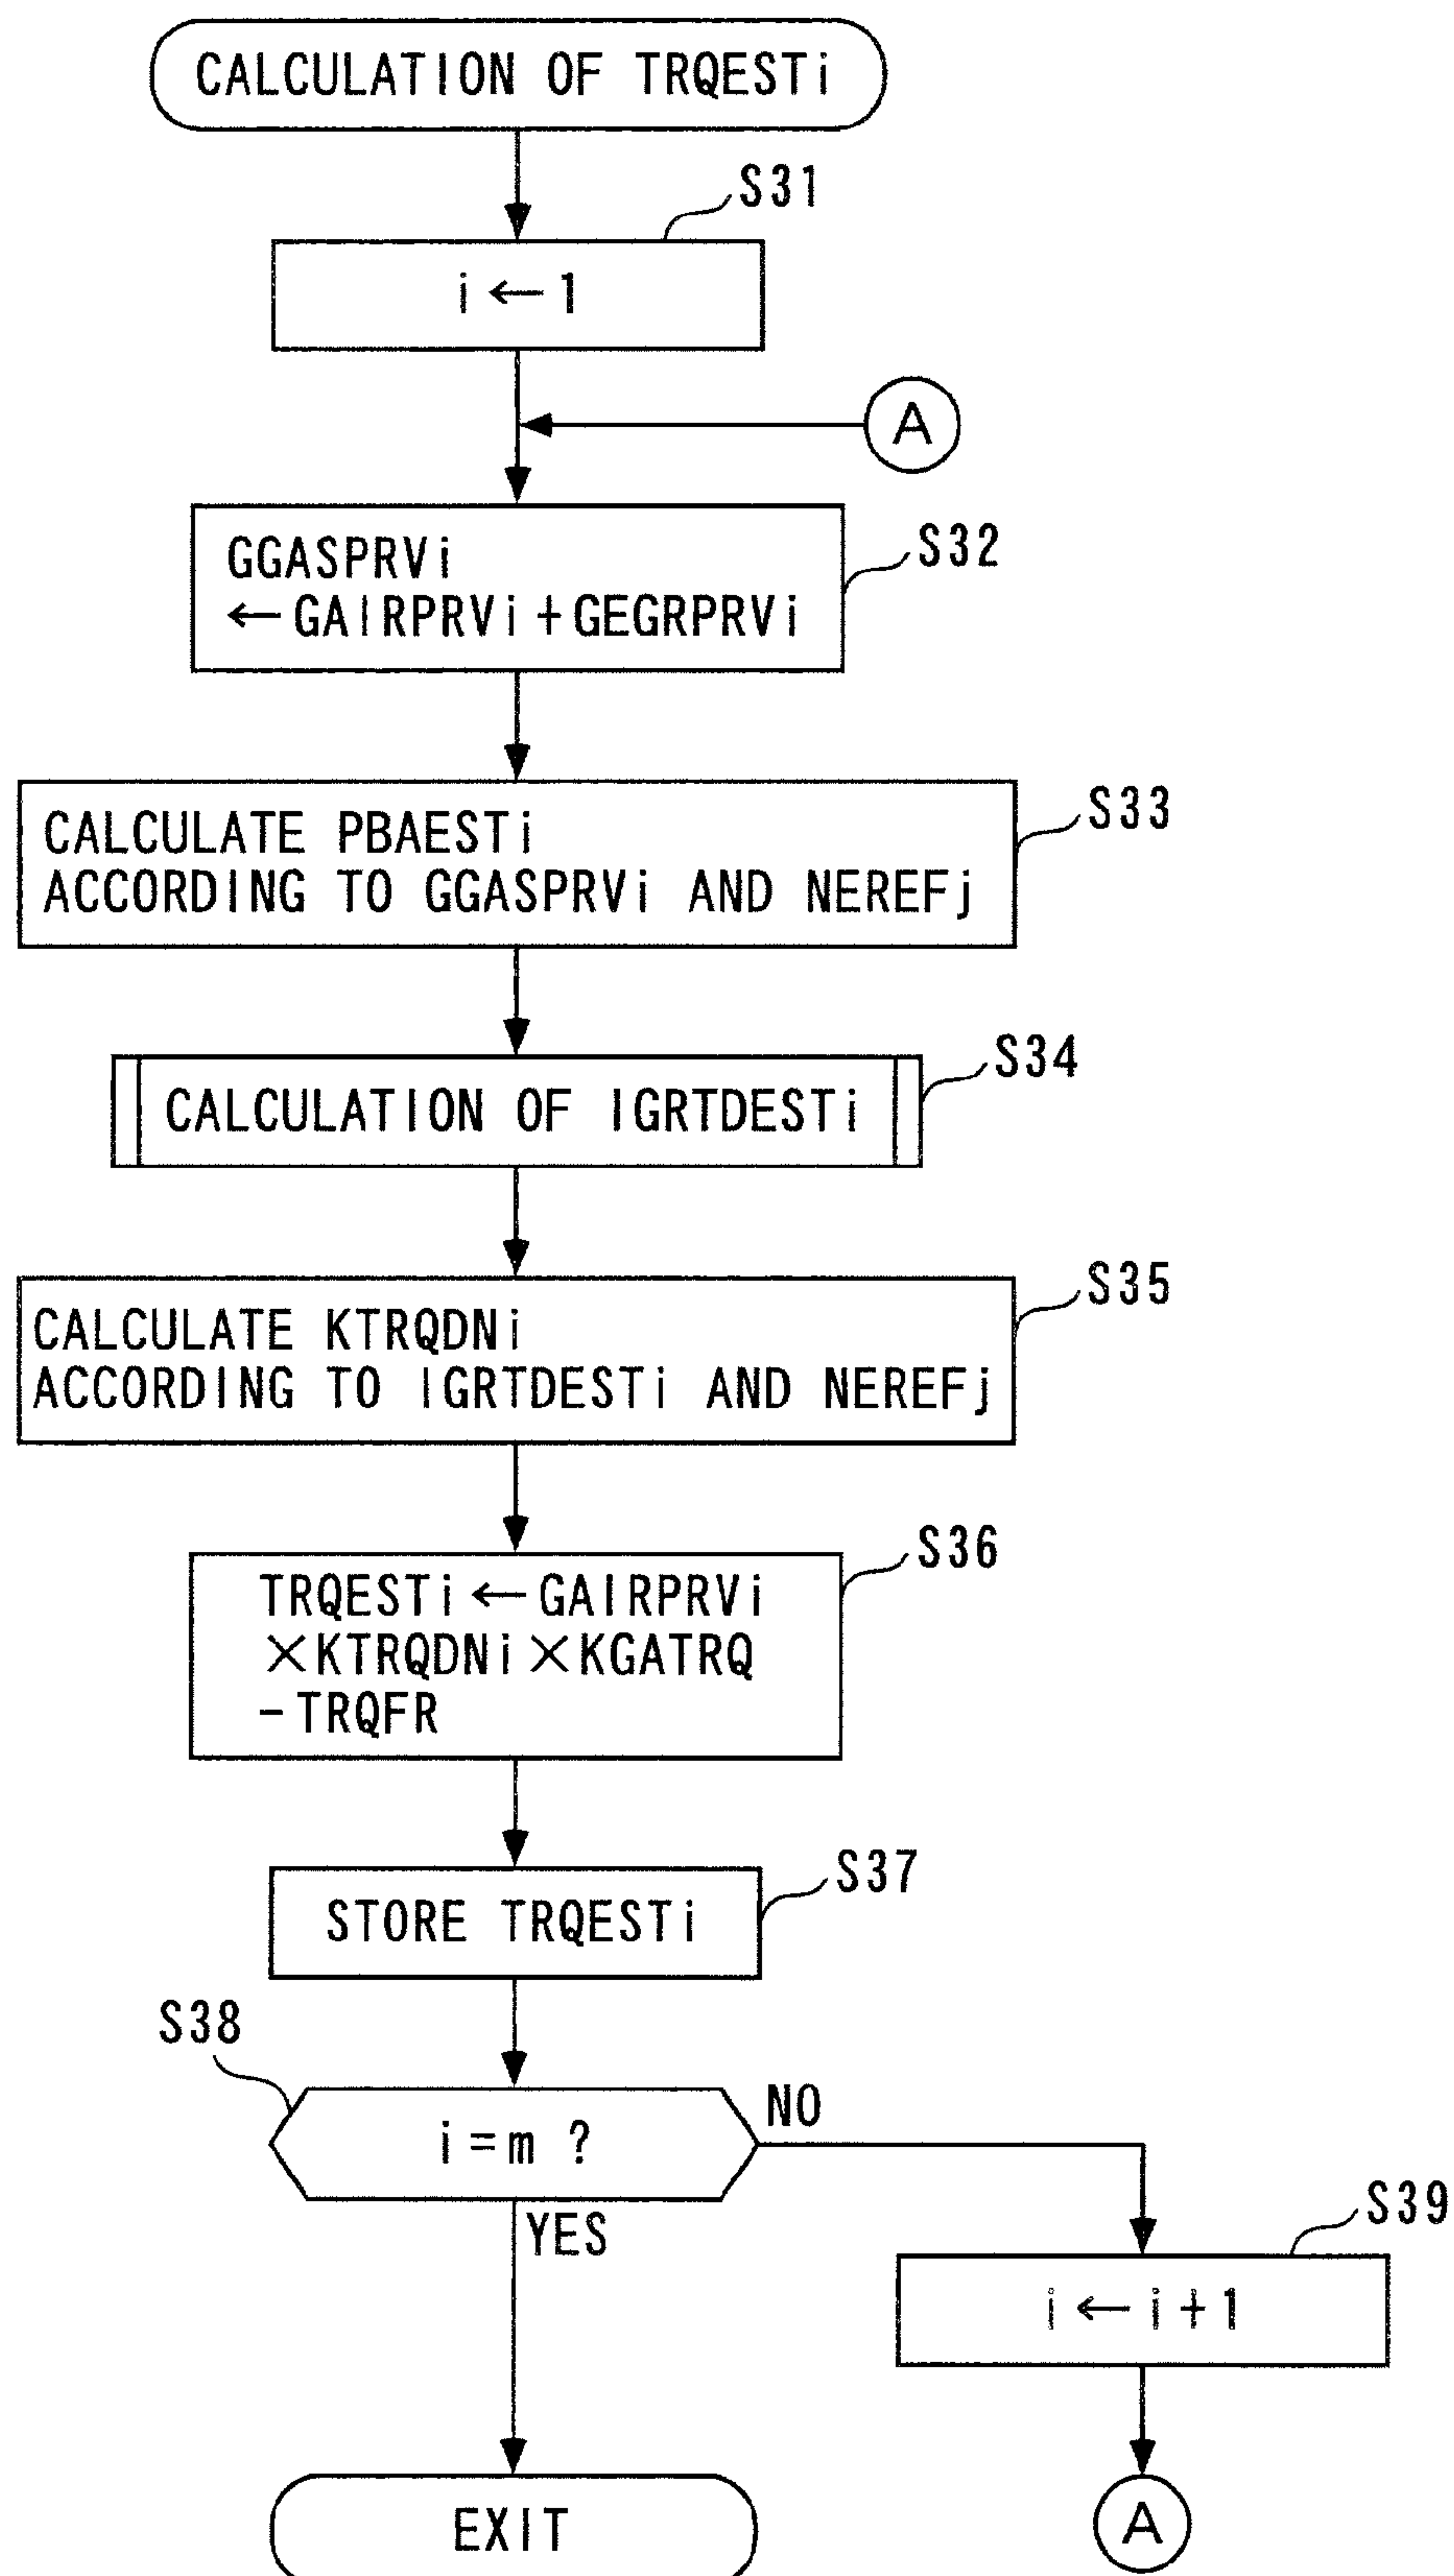 CALCULATION OF TRQESTi
S31
i←1
A
S32
GGASPRVi
←GAIRPRVi+GEGRPRVi
S33
CALCULATE PBAESTi
ACCORDING TO GGASPRVi AND NEREFj
S34
CALCULATION OF IGRTDESTi
S35
CALCULATE KTRQDNi
ACCORDING TO IGRTDESTi AND NEREFj
S36
TRQESTi←GAIRPRVi
×KTRQDNi×KGATRQ
-TRQFR
S37
STORE TRQESTi
S38
i=m ?
NO
YES
S39
i←i+1
EXIT
A